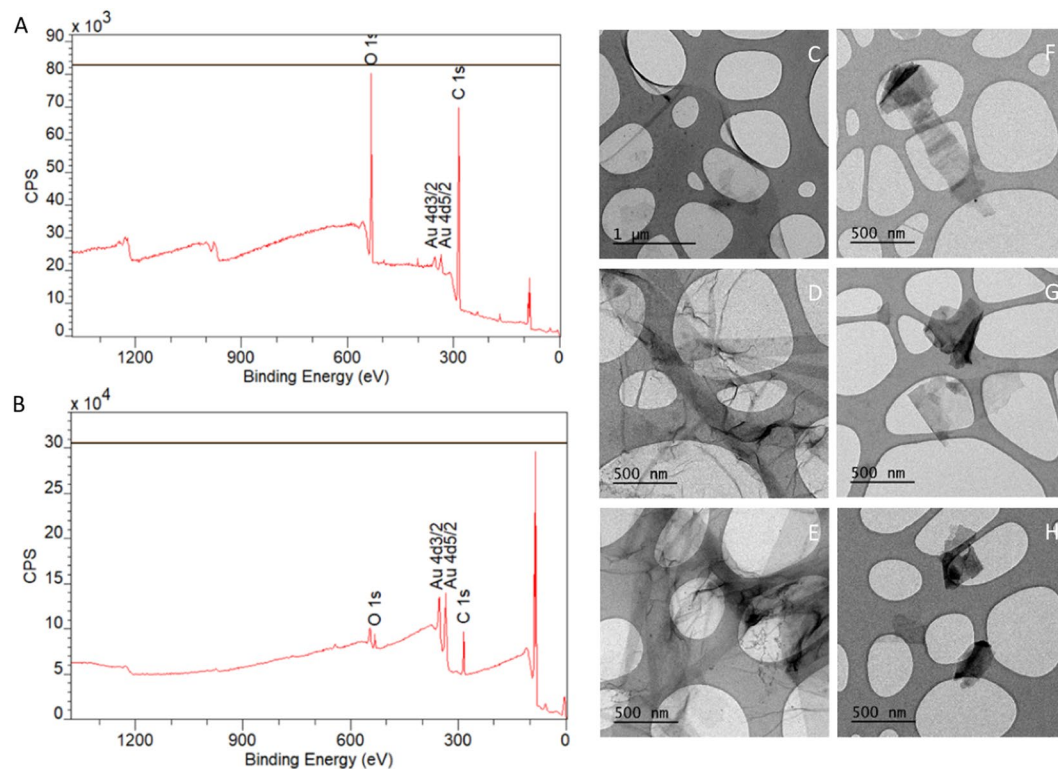 A
x 10³
90
80
70
60
50
40
30
20
10
0
CPS
O 1s
C 1s
Au 4d3/2
Au 4d5/2
1200
900
600
300
0
Binding Energy (eV)
B
x 10⁴
30
25
20
15
10
5
0
CPS
Au 4d3/2
Au 4d5/2
O 1s
C 1s
1200
900
600
300
0
Binding Energy (eV)
C
1 µm
F
500 nm
D
500 nm
G
500 nm
E
500 nm
H
500 nm